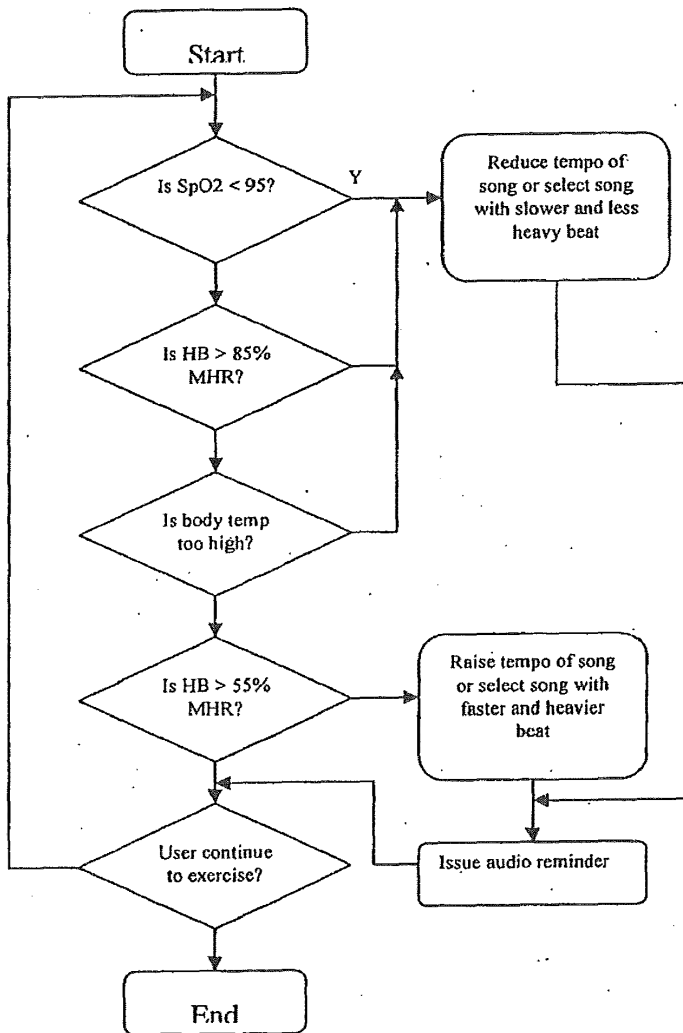 Start
Is SpO2 < 95?
Y
Reduce tempo of
song or select song
with slower and less
heavy beat
Is HB > 85%
MHR?
Is body temp
too high?
Is HB > 55%
MHR?
Raise tempo of song
or select song with
faster and heavier
beat
User continue
to exercise?
Issue audio reminder
End